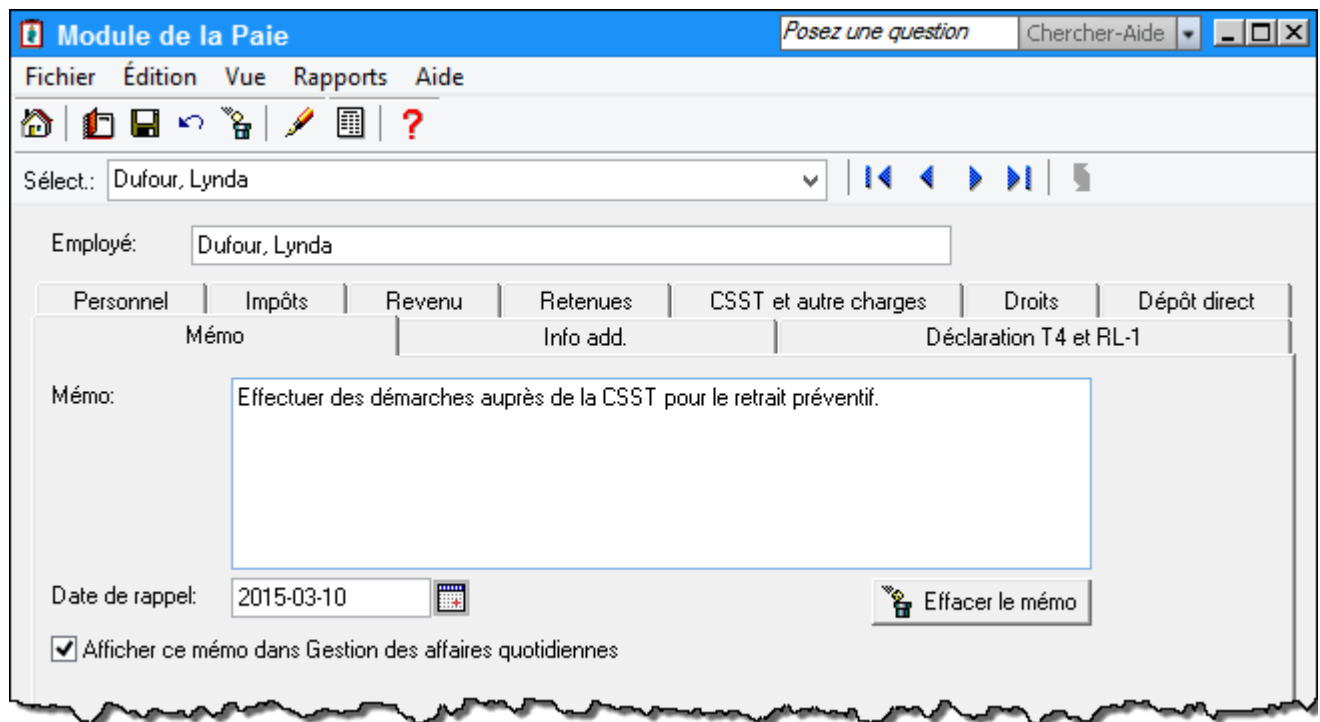 Module de la Paie Posez une question Chercher-Aide
Fichier Édition Vue Rapports Aide
Sélect.: Dufour, Lynda
Employé: Dufour, Lynda
Personnel Impôts Revenu Retenues CSST et autre charges Droits Dépôt direct
Mémo Info add. Déclaration T4 et RL-1
Mémo: Effectuer des démarches auprès de la CSST pour le retrait préventif.
Date de rappel: 2015-03-10 Effacer le mémo
Afficher ce mémo dans Gestion des affaires quotidiennes